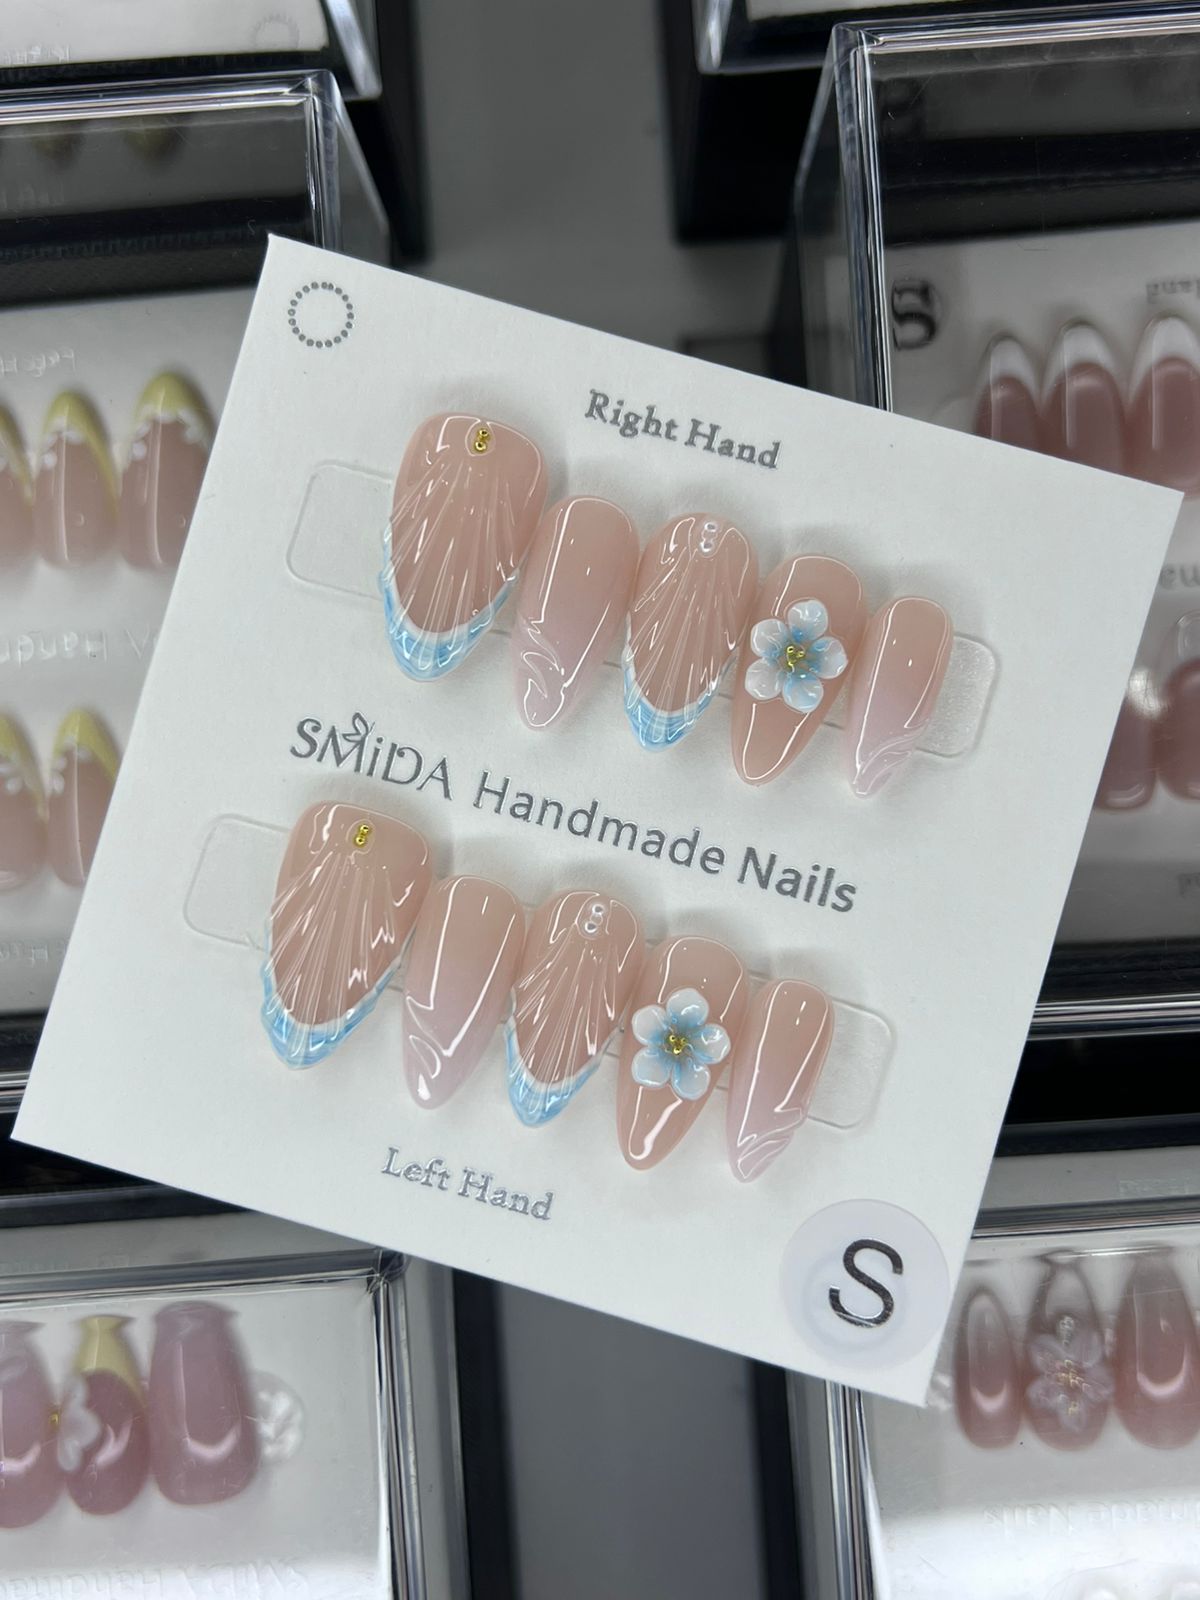 Right Hand
SMiDA Handmade Nails
Left Hand
S
S